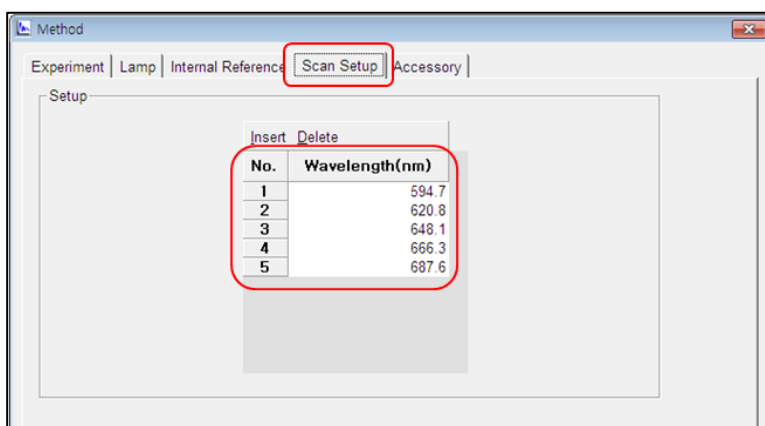 Method
Experiment Lamp Internal Reference Scan Setup Accessory
Setup
Insert Delete
No. Wavelength(nm)
1 594.7
2 620.8
3 648.1
4 666.3
5 687.6